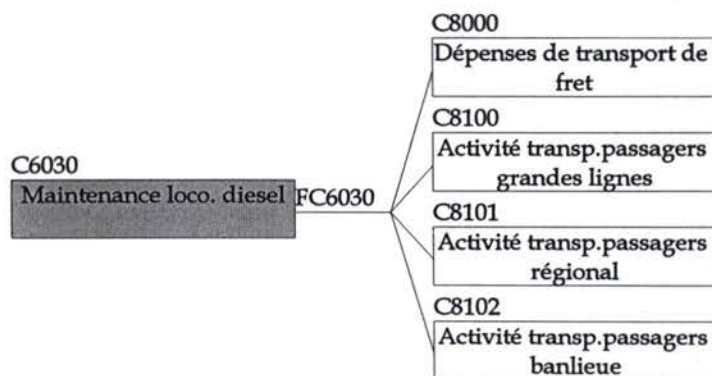 C8000
Dépenses de transport de
fret
C8100
Activité transp.passagers
grandes lignes
C6030
Maintenance loco. diesel
FC6030
C8101
Activité transp.passagers
régional
C8102
Activité transp.passagers
banlieue